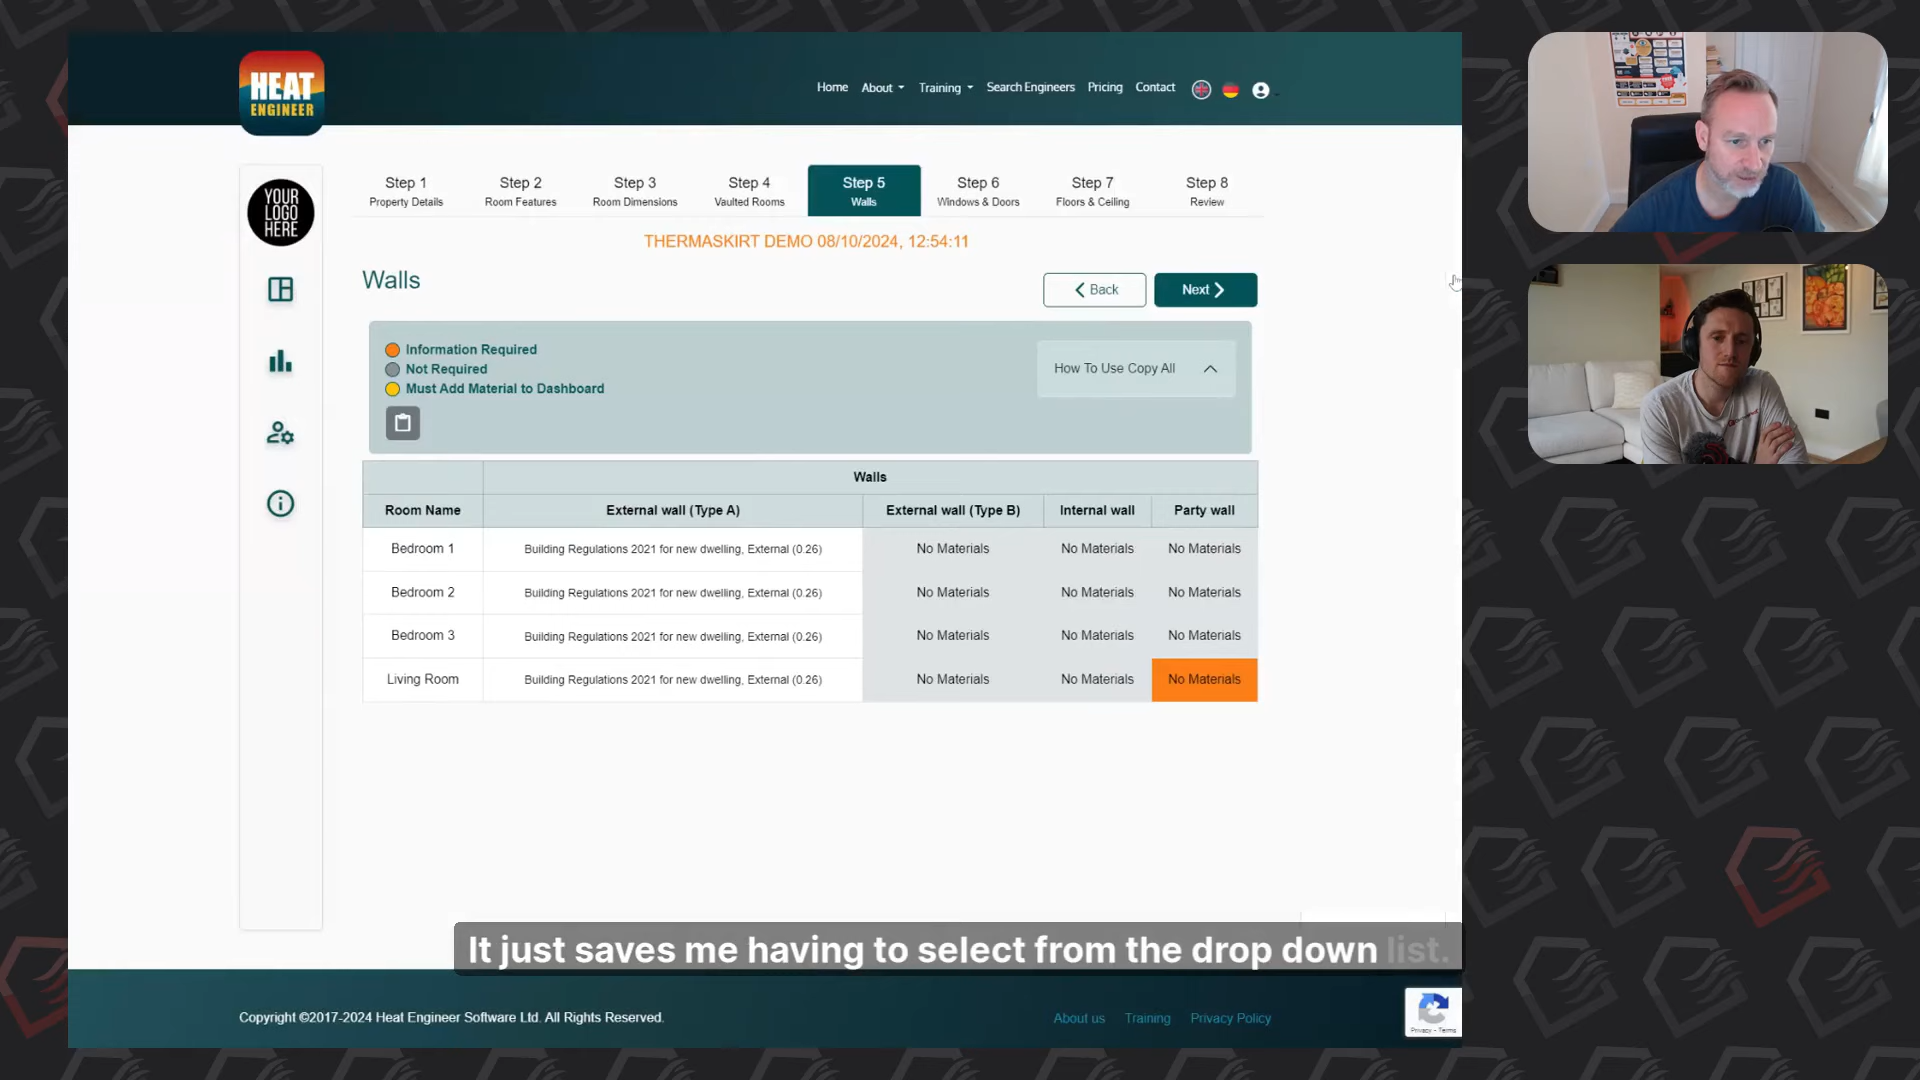 HEAT
ENGINEER
Home
About
Training
Search Engineers
Pricing
Contact
YOUR
LOGO
HERE
Step 1
Property Details
Step 2
Room Features
Step 3
Room Dimensions
Step 4
Vaulted Rooms
Step 5
Walls
Step 6
Windows & Doors
Step 7
Floors & Ceiling
Step 8
Review
THERMASKIRT DEMO 08/10/2024, 12:54:11
Walls
Back
Next
Information Required
Not Required
Must Add Material to Dashboard
How To Use Copy All
Walls
Room Name External wall (Type A) External wall (Type B) Internal wall Party wall
Bedroom 1 Building Regulations 2021 for new dwelling, External (0.26) No Materials No Materials No Materials
Bedroom 2 Building Regulations 2021 for new dwelling, External (0.26) No Materials No Materials No Materials
Bedroom 3 Building Regulations 2021 for new dwelling, External (0.26) No Materials No Materials No Materials
Living Room Building Regulations 2021 for new dwelling, External (0.26) No Materials No Materials No Materials
It just saves me having to select from the drop down list.
Copyright ©2017-2024 Heat Engineer Software Ltd. All Rights Reserved.
About us
Training
Privacy Policy
Privacy - Terms